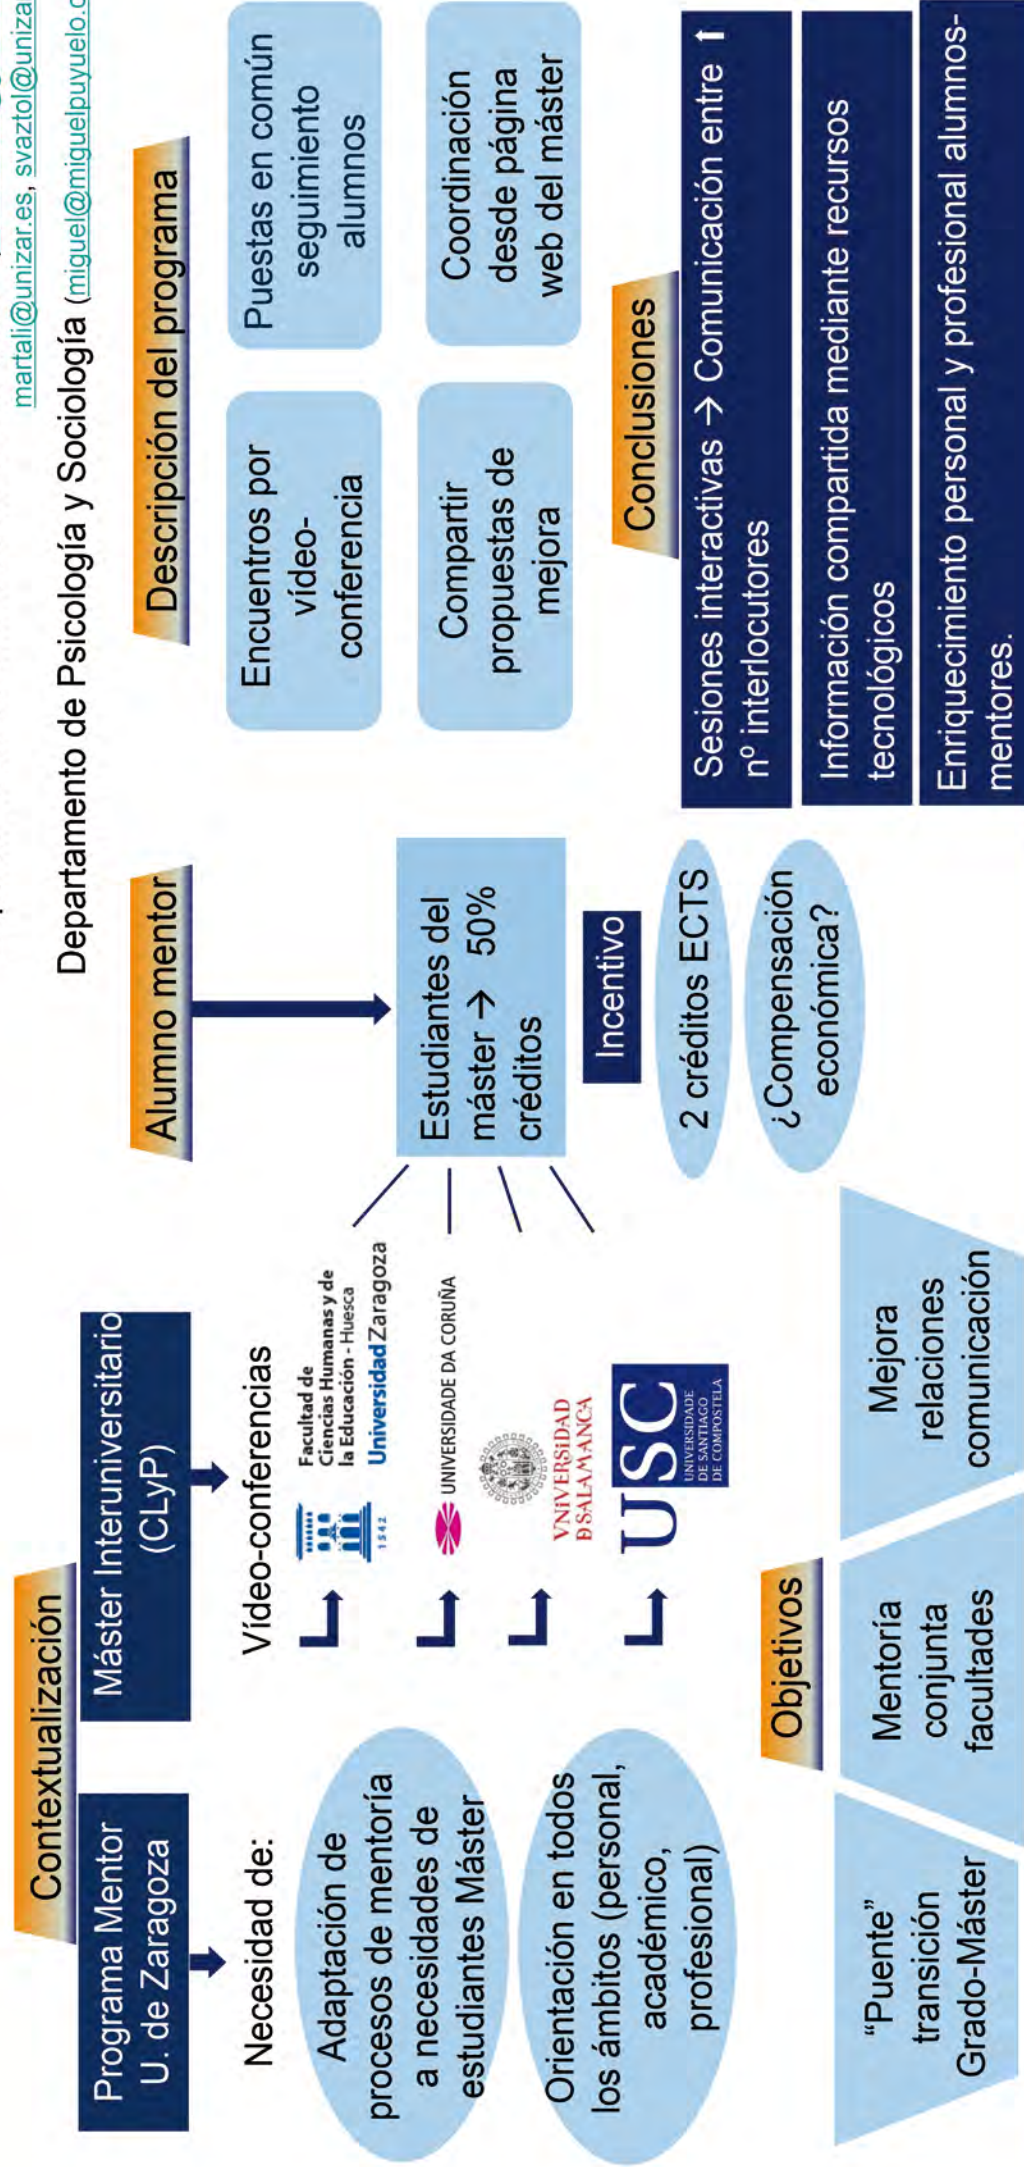 martali@unizar.es, svaztol@unizar
Departamento de Psicología y Sociología (miguel@miguelpuyuelo.c
Contextualización
Programa Mentor
U. de Zaragoza
Necesidad de:
Adaptación de
procesos de mentoría
a necesidades de
estudiantes Máster
Orientación en todos
los ámbitos (personal,
académico,
profesional)
Máster Interuniversitario
(CLyP)
Vídeo-conferencias
Facultad de
Ciencias Humanas y de
la Educación - Huesca
Universidad Zaragoza
1542
UNIVERSIDADE DA CORUÑA
VNiVERSiDAD
ĐSALAMANCA
USC
UNIVERSIDADE
DE SANTIAGO
DE COMPOSTELA
Objetivos
“Puente”
transición
Grado-Máster
Mentoría
conjunta
facultades
Mejora
relaciones
comunicación
Alumno mentor
Estudiantes del
máster → 50%
créditos
Incentivo
2 créditos ECTS
¿Compensación
económica?
Descripción del programa
Encuentros por
vídeo-
conferencia
Puestas en común
seguimiento
alumnos
Compartir
propuestas de
mejora
Coordinación
desde página
web del máster
Conclusiones
Sesiones interactivas → Comunicación entre ⬆
nº interlocutores
Información compartida mediante recursos
tecnológicos
Enriquecimiento personal y profesional alumnos-
mentores.